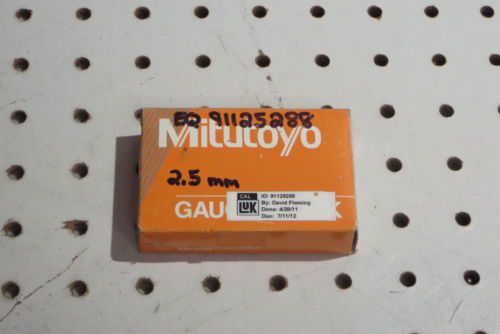 EQ 91125288
Mitutoyo
2.5 mm
GAU K
CAL
LUK
ID: 91125288
By: David Fleming
Done: 4/28/11
Due: 7/11/12
Corporation